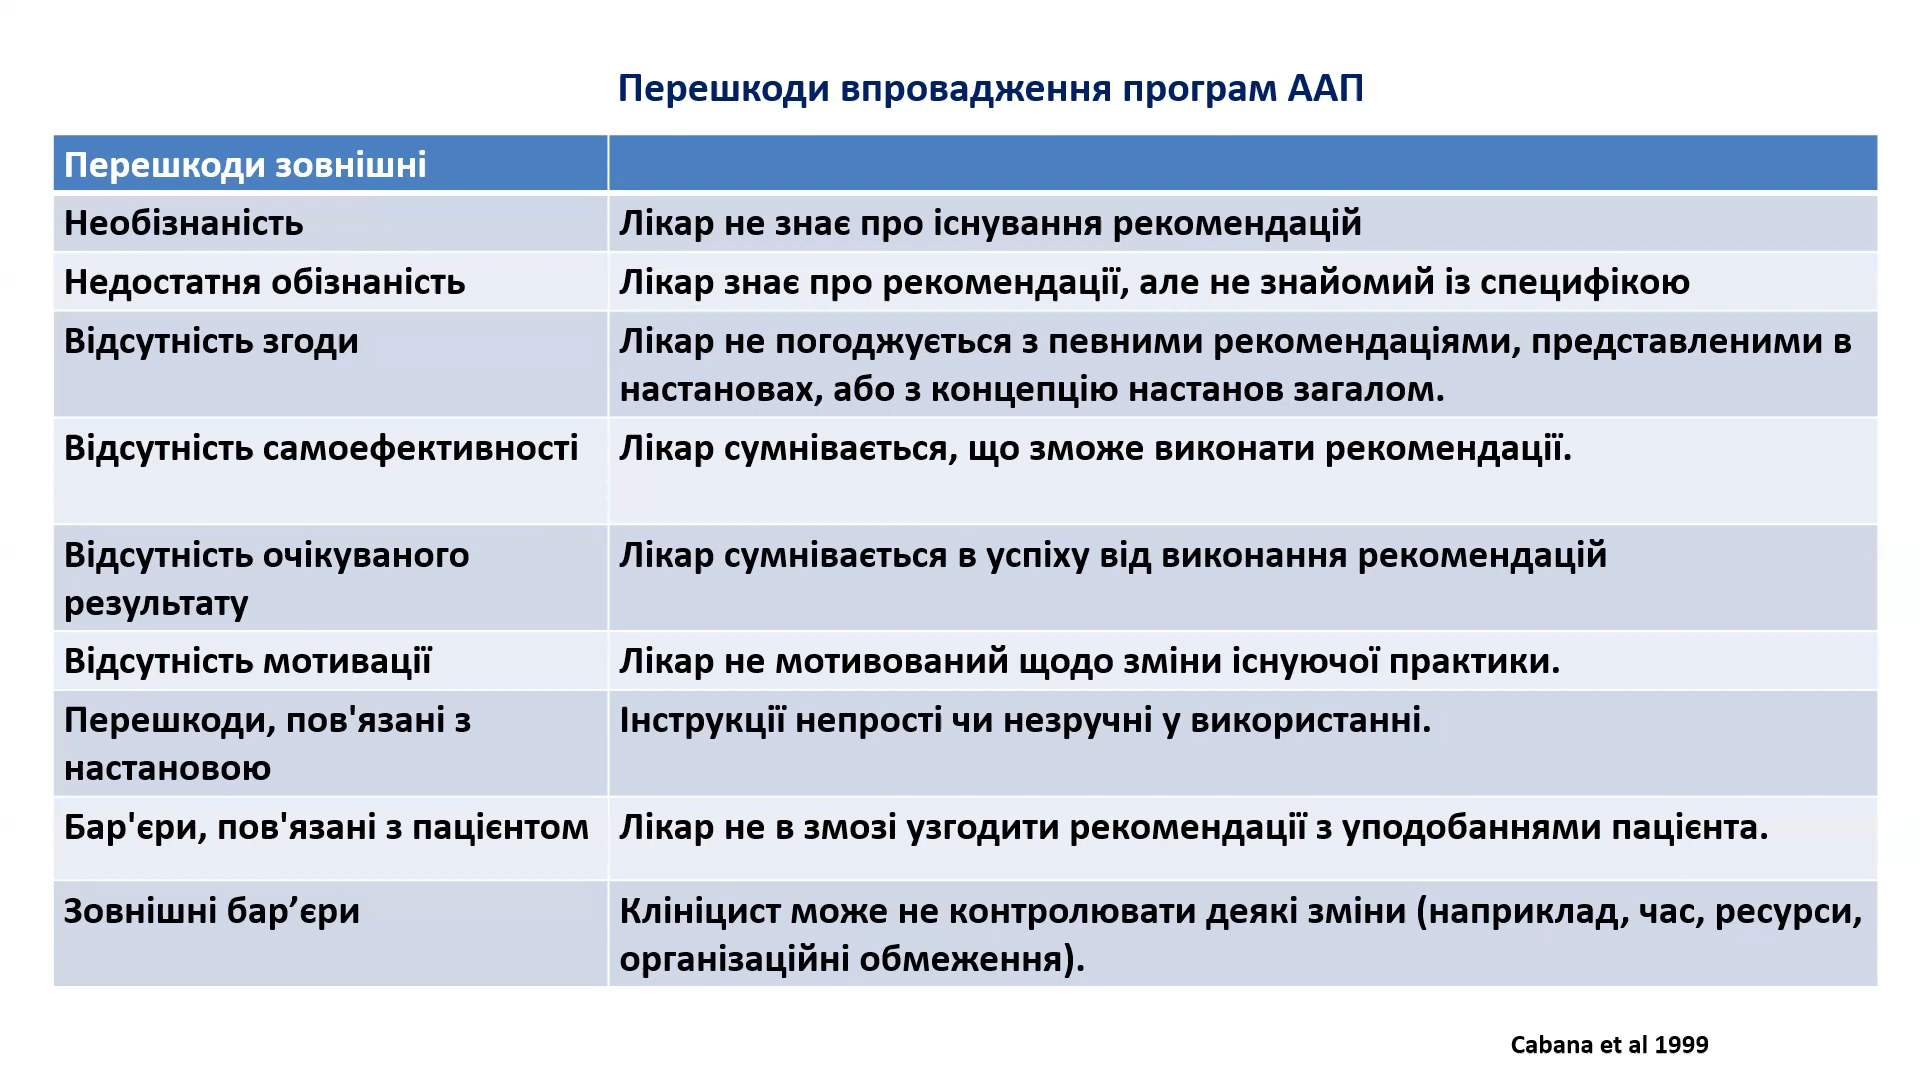 Перешкоди впровадження програм ААП
Перешкоди зовнішні
Необізнаність
Лікар не знає про існування рекомендацій
Недостатня обізнаність
Лікар знає про рекомендації, але не знайомий із специфікою
Відсутність згоди
Лікар не погоджується з певними рекомендаціями, представленими в
настановах, або з концепцію настанов загалом.
Відсутність самоефективності
Лікар сумнівається, що зможе виконати рекомендації.
Відсутність очікуваного
результату
Лікар сумнівається в успіху від виконання рекомендацій
Відсутність мотивації
Лікар не мотивований щодо зміни існуючої практики.
Перешкоди, пов'язані з
настановою
Інструкції непрості чи незручні у використанні.
Бар'єри, пов'язані з пацієнтом
Лікар не в змозі узгодити рекомендації з уподобаннями пацієнта.
Зовнішні бар’єри
Клініцист може не контролювати деякі зміни (наприклад, час, ресурси,
організаційні обмеження).
Cabana et al 1999